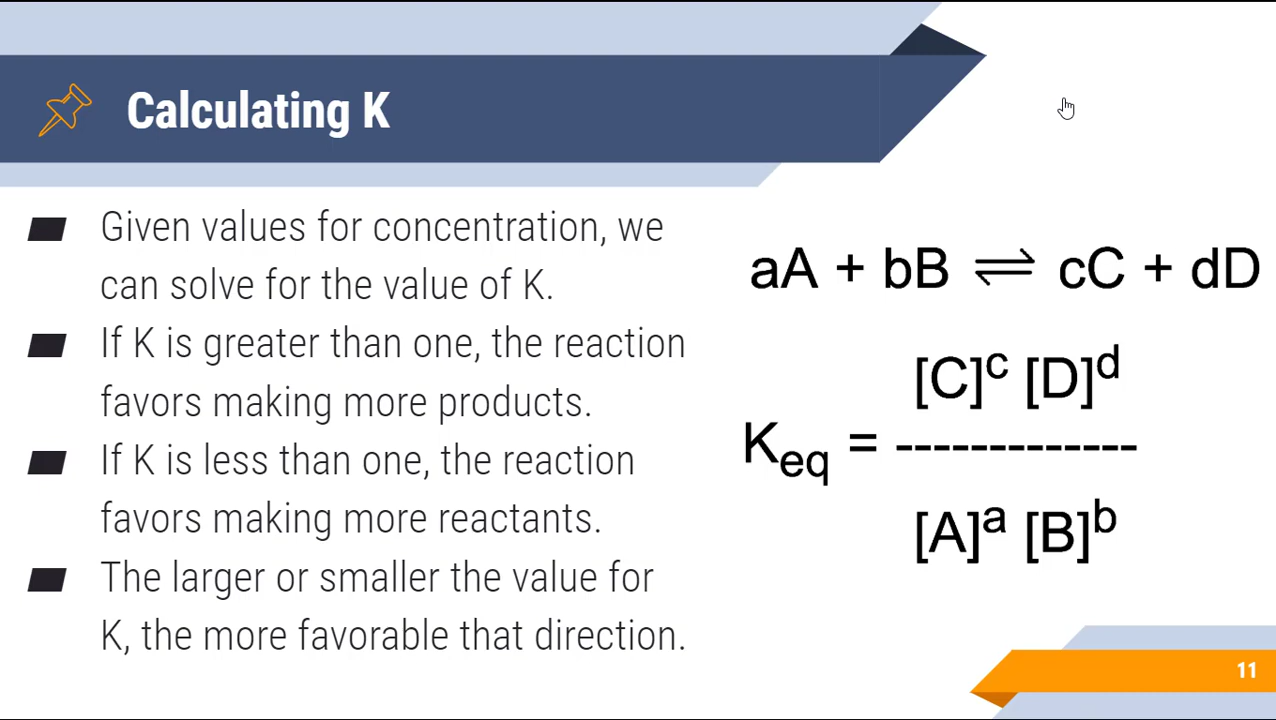 Calculating K
Given values for concentration, we
can solve for the value of K.
If K is greater than one, the reaction
favors making more products.
If K is less than one, the reaction
favors making more reactants.
The larger or smaller the value for
K, the more favorable that direction.
aA + bB ⇌ cC + dD
[C]ᶜ [D]ᵈ
Keq = -------------
[A]ᵃ [B]ᵇ
11